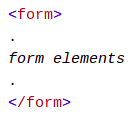 <form>
.
form elements
.
</form>